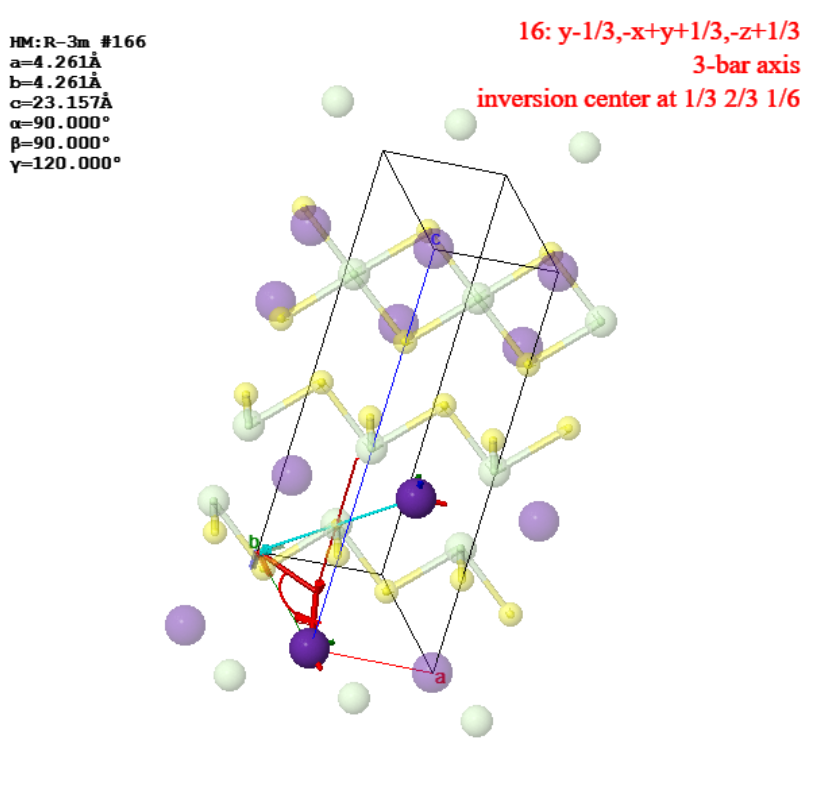 HM:R-3m #166
a=4.261Å
b=4.261Å
c=23.157Å
α=90.000°
β=90.000°
γ=120.000°
16: y-1/3,-x+y+1/3,-z+1/3
3-bar axis
inversion center at 1/3 2/3 1/6
c
b
a